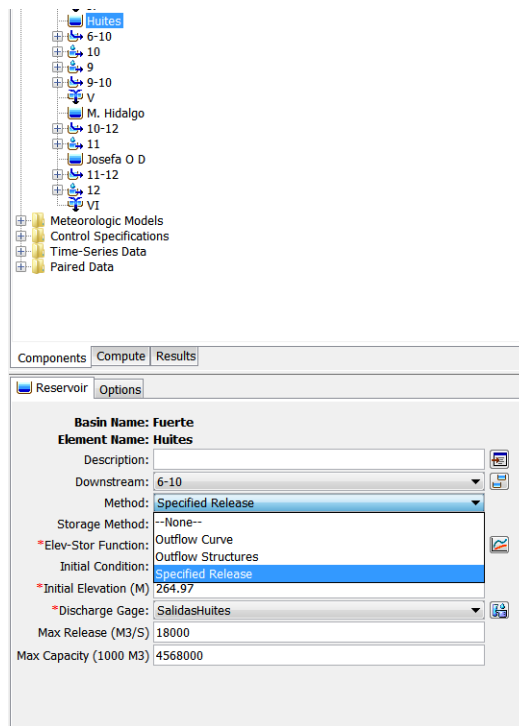 Huites
6-10
10
9
9-10
V
M. Hidalgo
10-12
11
Josefa O D
11-12
12
VI
Meteorologic Models
Control Specifications
Time-Series Data
Paired Data
Components Compute Results
Reservoir Options
Basin Name: Fuerte
Element Name: Huites
Description:
Downstream: 6-10
Method: Specified Release
Storage Method: --None--
*Elev-Stor Function: Outflow Curve
Outflow Structures
Initial Condition: Specified Release
*Initial Elevation (M) 264.97
*Discharge Gage: SalidasHuites
Max Release (M3/S) 18000
Max Capacity (1000 M3) 4568000